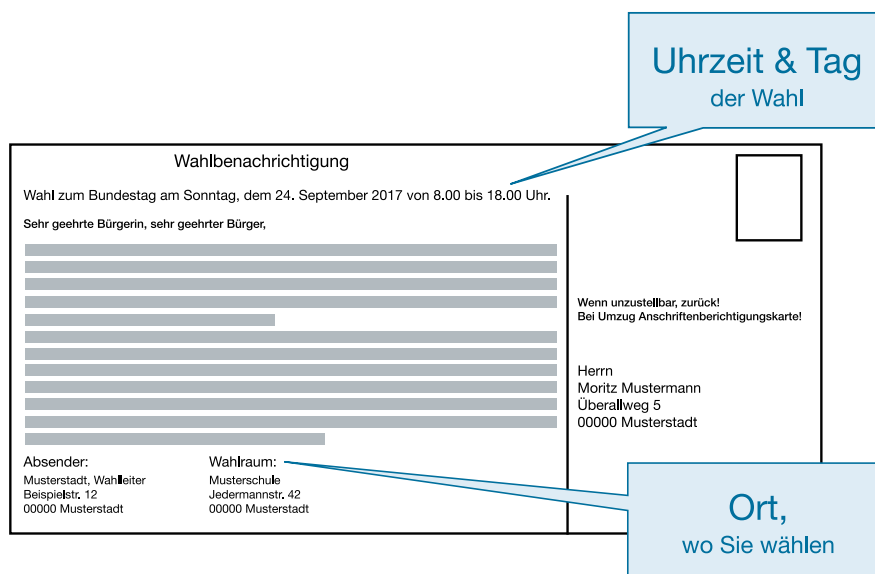 Uhrzeit & Tag
der Wahl
Wahlbenachrichtigung
Wahl zum Bundestag am Sonntag, dem 24. September 2017 von 8.00 bis 18.00 Uhr.
Sehr geehrte Bürgerin, sehr geehrter Bürger,
Wenn unzustellbar, zurück!
Bei Umzug Anschriftenberichtigungskarte!
Herrn
Moritz Mustermann
Überallweg 5
00000 Musterstadt
Absender:
Musterstadt, Wahlleiter
Beispielstr. 12
00000 Musterstadt
Wahlraum:
Musterschule
Jedermannstr. 42
00000 Musterstadt
Ort,
wo Sie wählen